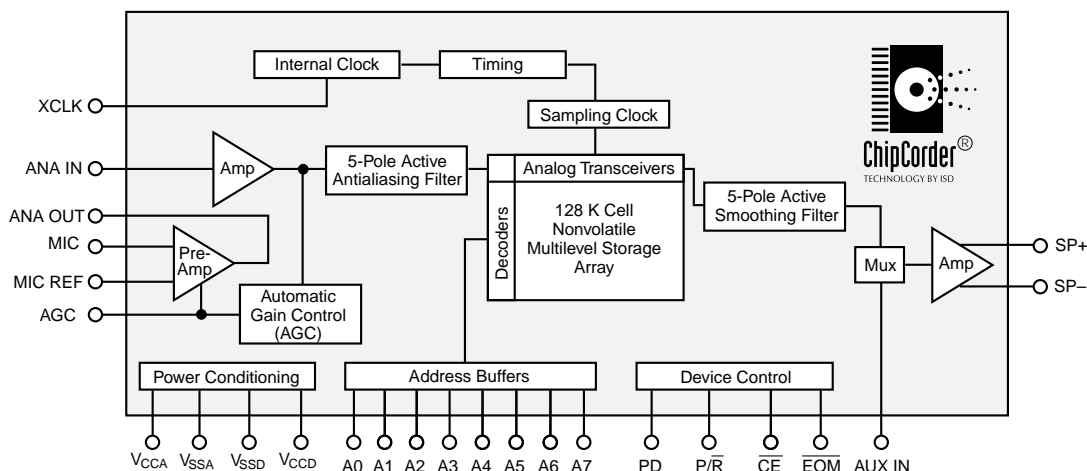 Internal Clock
Timing
XCLK
Sampling Clock
ChipCorder®
TECHNOLOGY BY ISD
ANA IN
Amp
5-Pole Active
Antialiasing Filter
Analog Transceivers
Decoders
128 K Cell
Nonvolatile
Multilevel Storage
Array
5-Pole Active
Smoothing Filter
ANA OUT
MIC
Pre-
Amp
MIC REF
AGC
Automatic
Gain Control
(AGC)
Mux
Amp
SP+
SP–
Power Conditioning
Address Buffers
Device Control
VCCA
VSSA
VSSD
VCCD
A0
A1
A2
A3
A4
A5
A6
A7
PD
P/R̅
C̅E̅
E̅O̅M̅
AUX IN